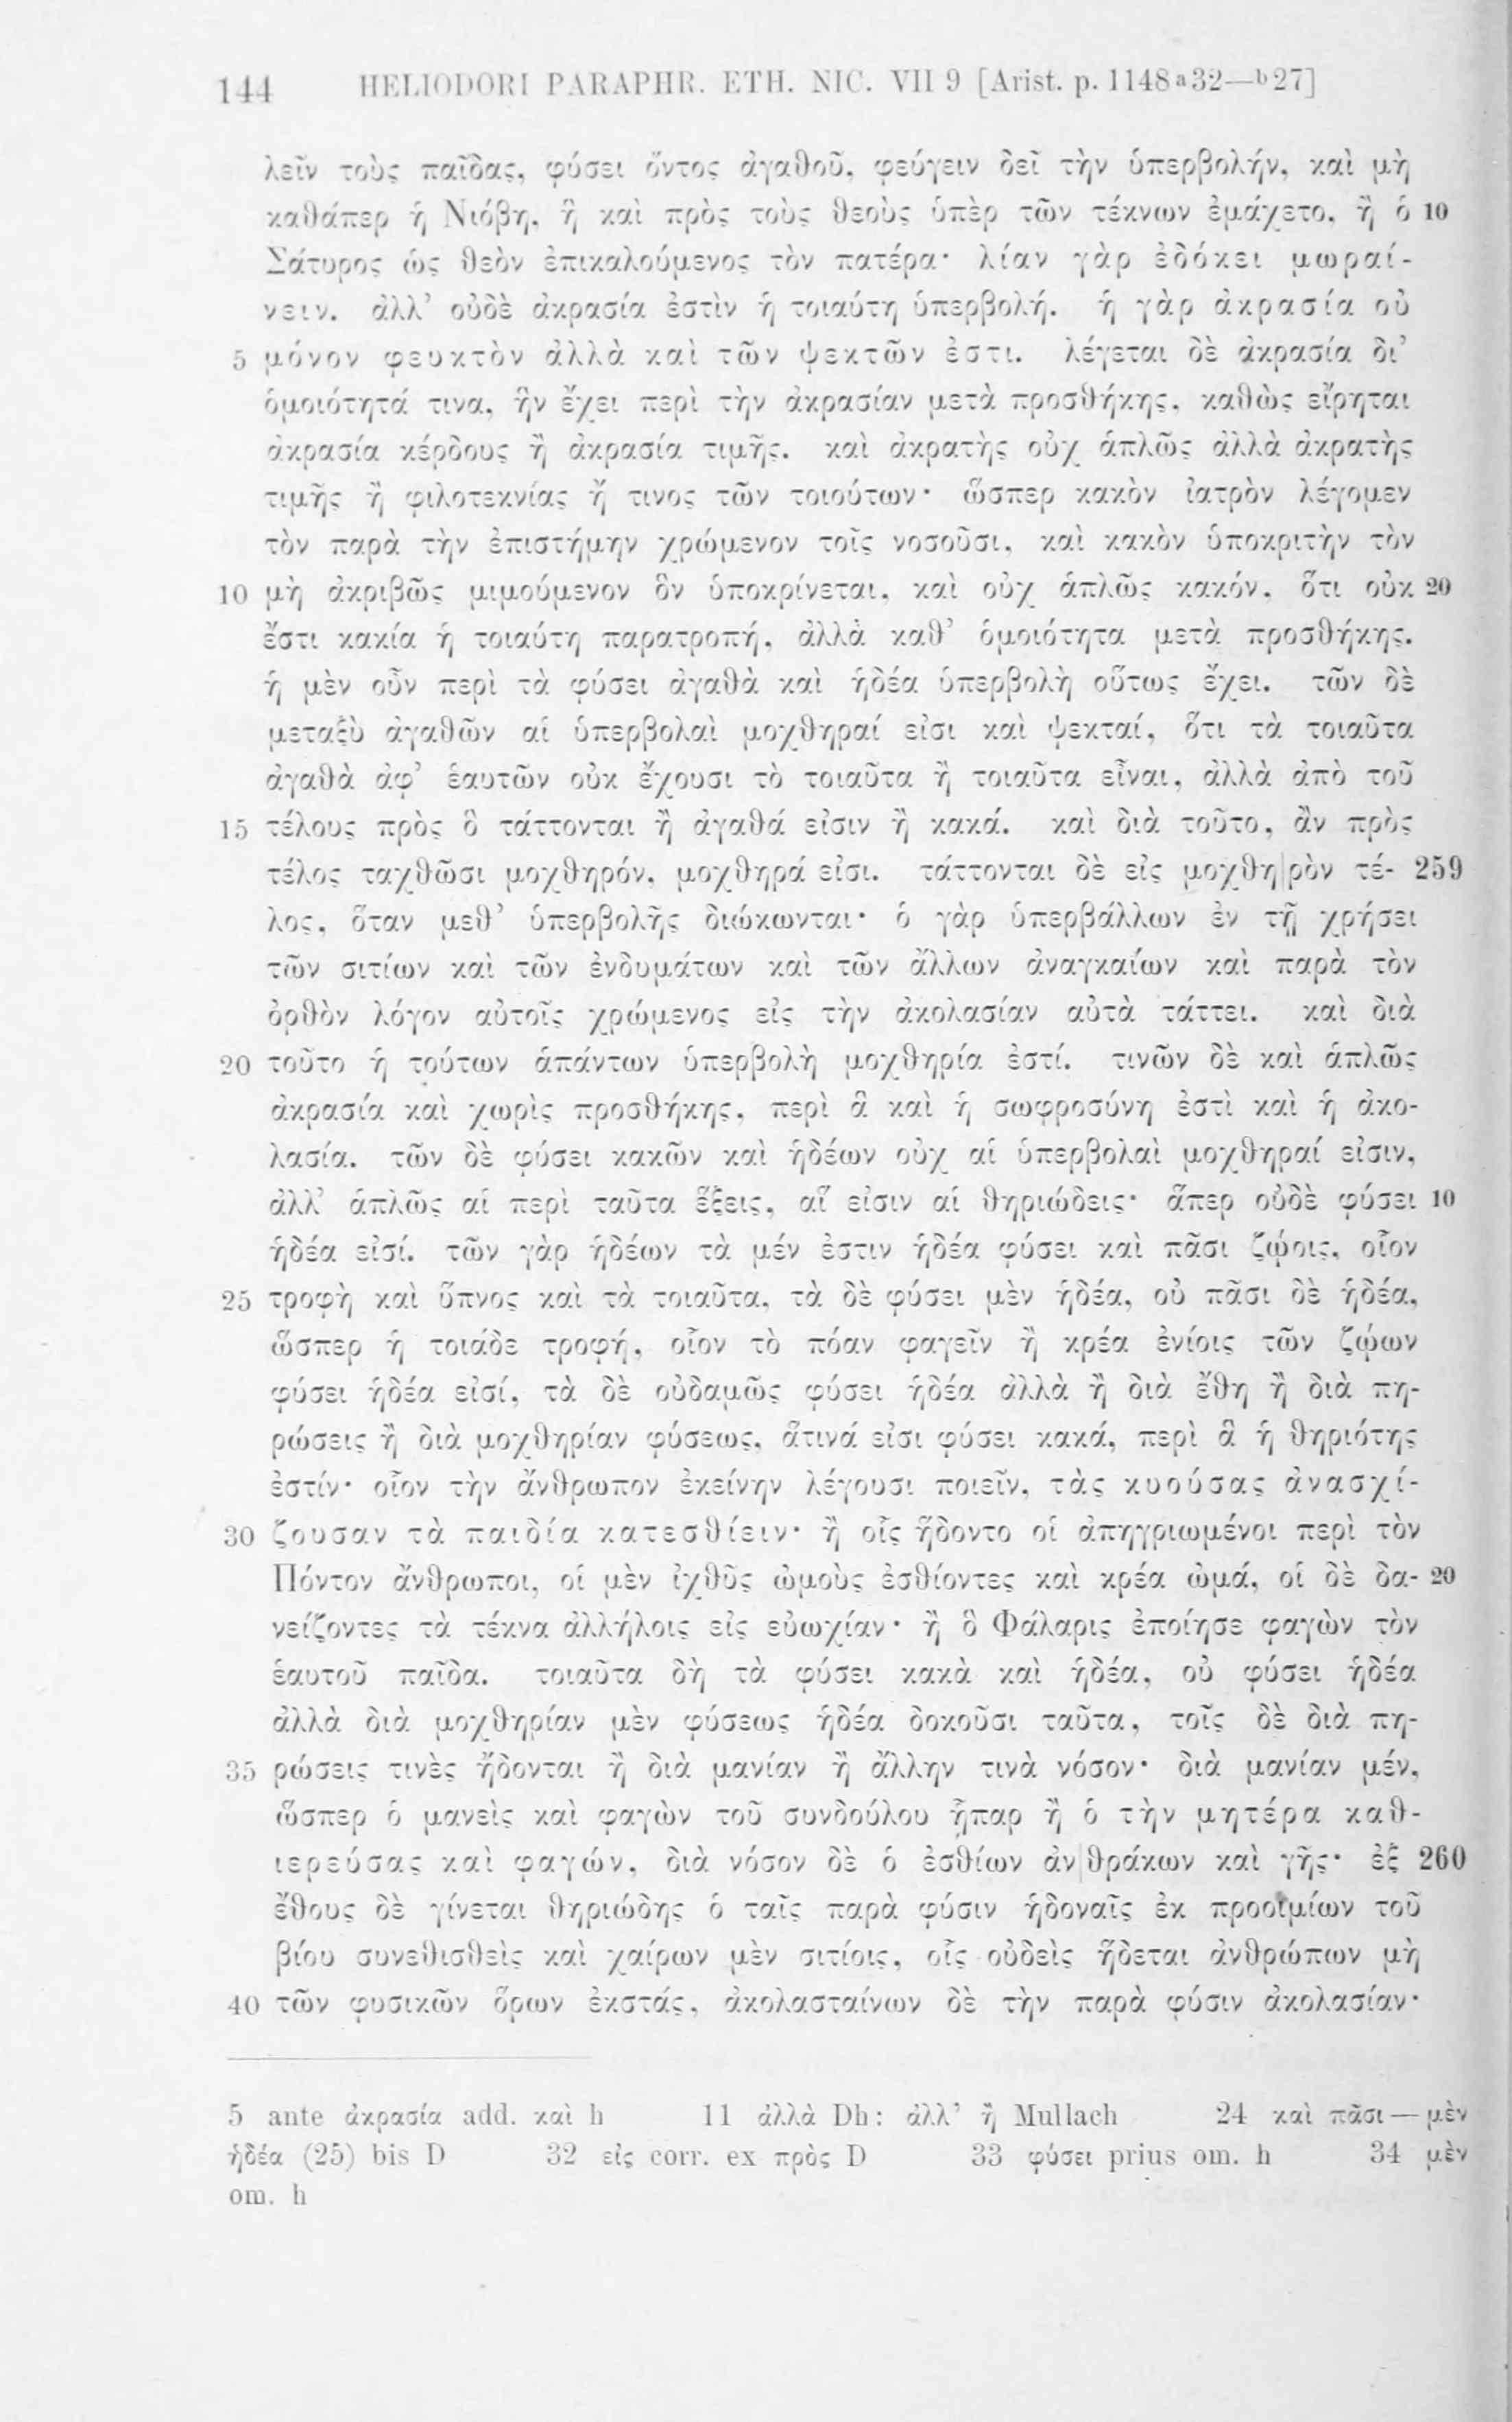 144 HELIODORI PARAPHR. ETH. NIC. VII 9 [Arist. p. 1148ᵃ32—ᵇ27]
λεῖν τοὺς παῖδας, φύσει ὄντος ἀγαθοῦ, φεύγειν δεῖ τὴν ὑπερβολήν, καὶ μὴ
καθάπερ ἡ Νιόβη, ἣ καὶ πρὸς τοὺς θεοὺς ὑπὲρ τῶν τέκνων ἐμάχετο, ἢ ὁ 10
Σάτυρος ὡς θεὸν ἐπικαλούμενος τὸν πατέρα· λίαν γὰρ ἐδόκει μωραί-
νειν. ἀλλ’ οὐδὲ ἀκρασία ἐστὶν ἡ τοιαύτη ὑπερβολή. ἡ γὰρ ἀκρασία οὐ
5 μόνον φευκτὸν ἀλλὰ καὶ τῶν ψεκτῶν ἐστι. λέγεται δὲ ἀκρασία δι’
ὁμοιότητά τινα, ἣν ἔχει περὶ τὴν ἀκρασίαν μετὰ προσθήκης, καθὼς εἴρηται
ἀκρασία κέρδους ἢ ἀκρασία τιμῆς. καὶ ἀκρατὴς οὐχ ἁπλῶς ἀλλὰ ἀκρατὴς
τιμῆς ἢ φιλοτεκνίας ἤ τινος τῶν τοιούτων· ὥσπερ κακὸν ἰατρὸν λέγομεν
τὸν παρὰ τὴν ἐπιστήμην χρώμενον τοῖς νοσοῦσι, καὶ κακὸν ὑποκριτὴν τὸν
10 μὴ ἀκριβῶς μιμούμενον ὃν ὑποκρίνεται, καὶ οὐχ ἁπλῶς κακόν, ὅτι οὐκ 20
ἔστι κακία ἡ τοιαύτη παρατροπή, ἀλλὰ καθ’ ὁμοιότητα μετὰ προσθήκης.
ἡ μὲν οὖν περὶ τὰ φύσει ἀγαθὰ καὶ ἡδέα ὑπερβολὴ οὕτως ἔχει. τῶν δὲ
μεταξὺ ἀγαθῶν αἱ ὑπερβολαὶ μοχθηραί εἰσι καὶ ψεκταί, ὅτι τὰ τοιαῦτα
ἀγαθὰ ἀφ’ ἑαυτῶν οὐκ ἔχουσι τὸ τοιαῦτα ἢ τοιαῦτα εἶναι, ἀλλὰ ἀπὸ τοῦ
15 τέλους πρὸς ὃ τάττονται ἢ ἀγαθά εἰσιν ἢ κακά. καὶ διὰ τοῦτο, ἂν πρὸς
τέλος ταχθῶσι μοχθηρόν, μοχθηρά εἰσι. τάττονται δὲ εἰς μοχθη|ρὸν τέ- 259
λος, ὅταν μεθ’ ὑπερβολῆς διώκωνται· ὁ γὰρ ὑπερβάλλων ἐν τῇ χρήσει
τῶν σιτίων καὶ τῶν ἐνδυμάτων καὶ τῶν ἄλλων ἀναγκαίων καὶ παρὰ τὸν
ὀρθὸν λόγον αὐτοῖς χρώμενος εἰς τὴν ἀκολασίαν αὐτὰ τάττει. καὶ διὰ
20 τοῦτο ἡ τούτων ἁπάντων ὑπερβολὴ μοχθηρία ἐστί. τινῶν δὲ καὶ ἁπλῶς
ἀκρασία καὶ χωρὶς προσθήκης, περὶ ἃ καὶ ἡ σωφροσύνη ἐστὶ καὶ ἡ ἀκο-
λασία. τῶν δὲ φύσει κακῶν καὶ ἡδέων οὐχ αἱ ὑπερβολαὶ μοχθηραί εἰσιν,
ἀλλ’ ἁπλῶς αἱ περὶ ταῦτα ἕξεις, αἵ εἰσιν αἱ θηριώδεις· ἅπερ οὐδὲ φύσει 10
ἡδέα εἰσί. τῶν γὰρ ἡδέων τὰ μέν ἐστιν ἡδέα φύσει καὶ πᾶσι ζῴοις, οἷον
25 τροφὴ καὶ ὕπνος καὶ τὰ τοιαῦτα, τὰ δὲ φύσει μὲν ἡδέα, οὐ πᾶσι δὲ ἡδέα,
ὥσπερ ἡ τοιάδε τροφή, οἷον τὸ πόαν φαγεῖν ἢ κρέα ἐνίοις τῶν ζῴων
φύσει ἡδέα εἰσί, τὰ δὲ οὐδαμῶς φύσει ἡδέα ἀλλὰ ἢ διὰ ἔθη ἢ διὰ πη-
ρώσεις ἢ διὰ μοχθηρίαν φύσεως, ἅτινά εἰσι φύσει κακά, περὶ ἃ ἡ θηριότης
ἐστίν· οἷον τὴν ἄνθρωπον ἐκείνην λέγουσι ποιεῖν, τὰς κυούσας ἀνασχί-
30 ζουσαν τὰ παιδία κατεσθίειν· ἢ οἷς ἥδοντο οἱ ἀπηγριωμένοι περὶ τὸν
Πόντον ἄνθρωποι, οἱ μὲν ἰχθῦς ὠμοὺς ἐσθίοντες καὶ κρέα ὠμά, οἱ δὲ δα- 20
νείζοντες τὰ τέκνα ἀλλήλοις εἰς εὐωχίαν· ἢ ὃ Φάλαρις ἐποίησε φαγὼν τὸν
ἑαυτοῦ παῖδα. τοιαῦτα δὴ τὰ φύσει κακὰ καὶ ἡδέα, οὐ φύσει ἡδέα
ἀλλὰ διὰ μοχθηρίαν μὲν φύσεως ἡδέα δοκοῦσι ταῦτα, τοῖς δὲ διὰ πη-
35 ρώσεις τινὲς ἥδονται ἢ διὰ μανίαν ἢ ἄλλην τινὰ νόσον· διὰ μανίαν μέν,
ὥσπερ ὁ μανεὶς καὶ φαγὼν τοῦ συνδούλου ἧπαρ ἢ ὁ τὴν μητέρα καθ-
ιερεύσας καὶ φαγών, διὰ νόσον δὲ ὁ ἐσθίων ἀν|θράκων καὶ γῆς· ἐξ 260
ἔθους δὲ γίνεται θηριώδης ὁ ταῖς παρὰ φύσιν ἡδοναῖς ἐκ προοιμίων τοῦ
βίου συνεθισθεὶς καὶ χαίρων μὲν σιτίοις, οἷς οὐδεὶς ἥδεται ἀνθρώπων μὴ
40 τῶν φυσικῶν ὅρων ἐκστάς, ἀκολασταίνων δὲ τὴν παρὰ φύσιν ἀκολασίαν·
5 ante ἀκρασία add. καὶ h 11 ἀλλὰ Dh: ἀλλ’ ἢ Mullach 24 καὶ πᾶσι — μὲν
ἡδέα (25) bis D 32 εἰς corr. ex πρὸς D 33 φύσει prius om. h 34 μὲν
om. h